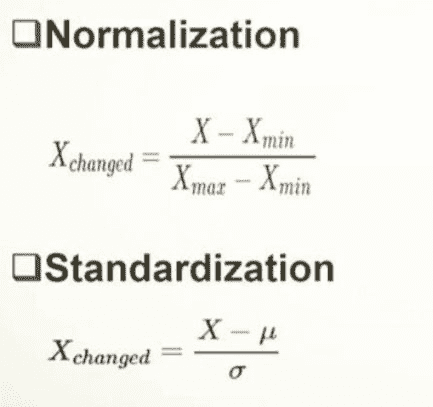 ❑Normalization
X_changed = (X − X_min) / (X_max − X_min)
❑Standardization
X_changed = (X − μ) / σ